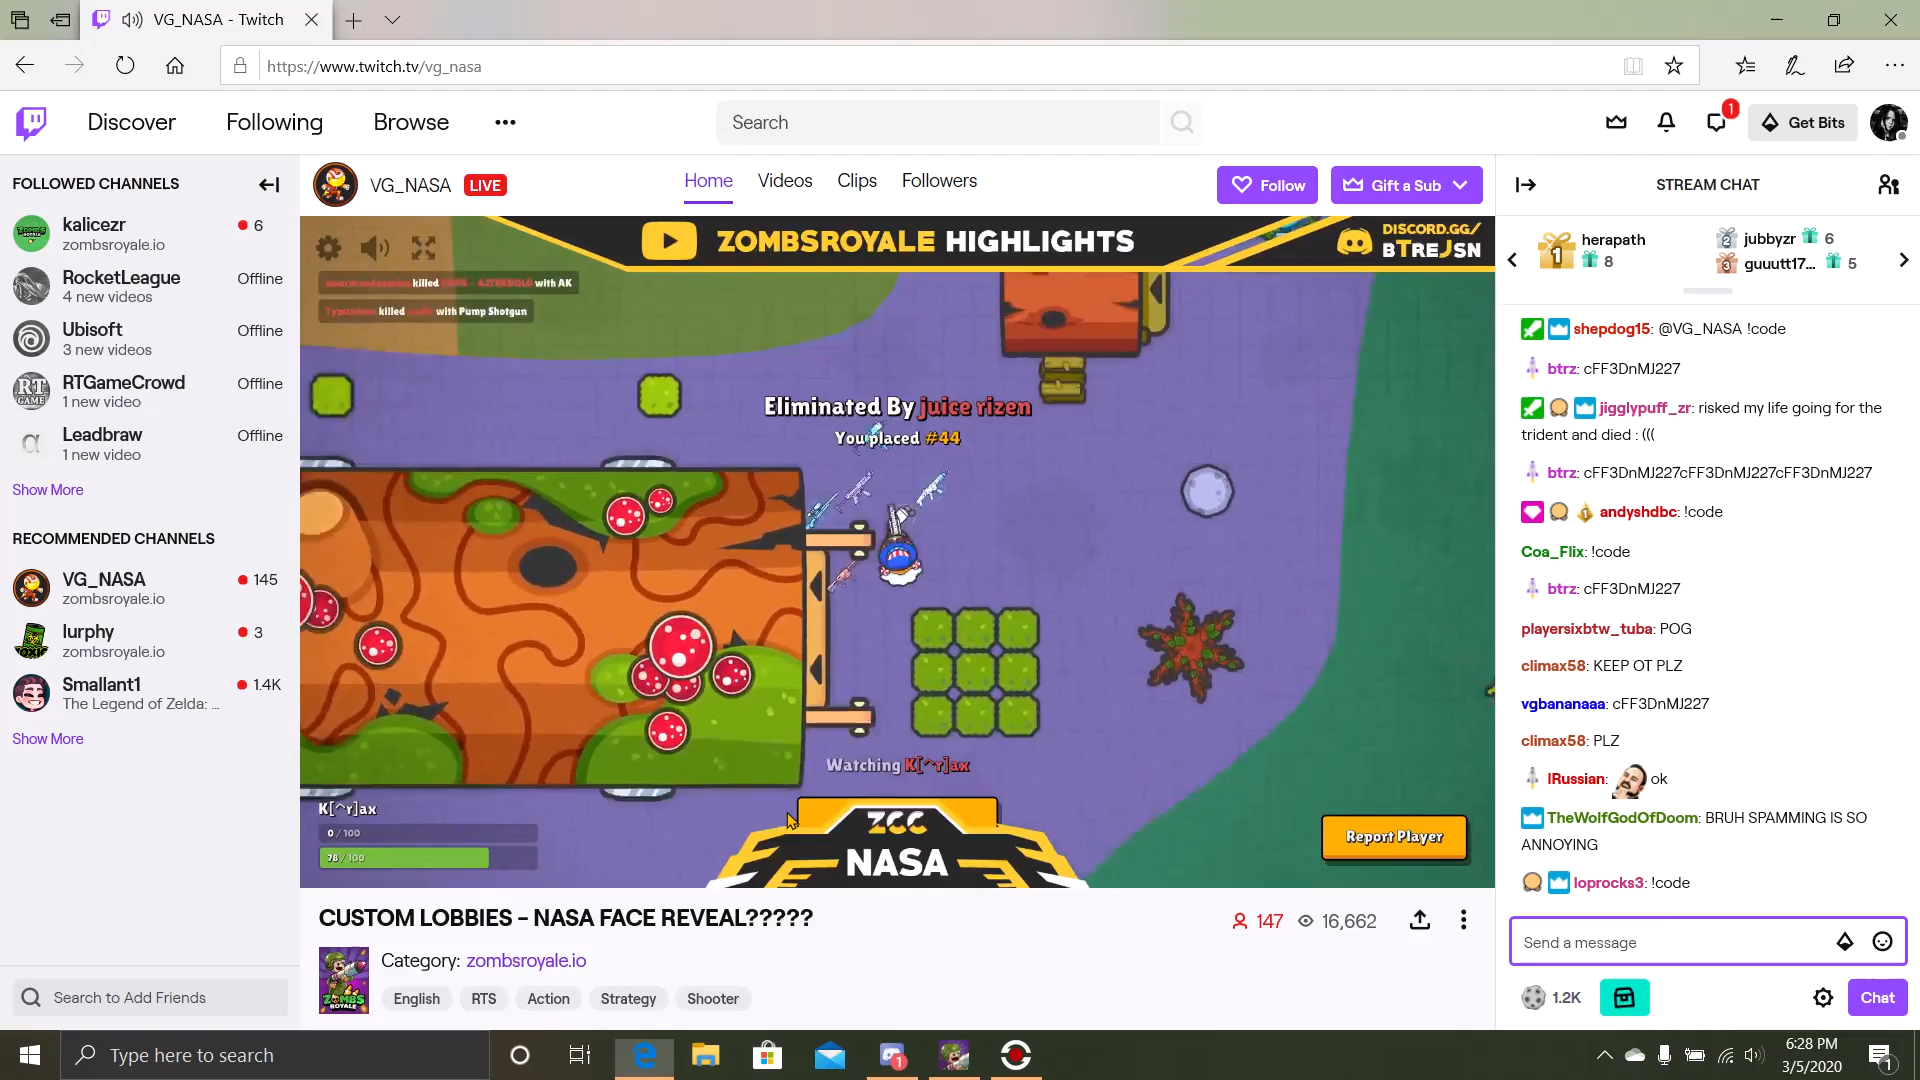 VG_NASA - Twitch
https://www.twitch.tv/vg_nasa
Discover
Following
Browse
Search
1
Get Bits
FOLLOWED CHANNELS
kalicezr
6
zombsroyale.io
RocketLeague
Offline
4 new videos
Ubisoft
Offline
3 new videos
RT
GAME
RTGameCrowd
Offline
1 new video
Leadbraw
Offline
1 new video
Show More
RECOMMENDED CHANNELS
VG_NASA
145
zombsroyale.io
lurphy
3
zombsroyale.io
Smallant1
1.4K
The Legend of Zelda: ...
Show More
Search to Add Friends
VG_NASA
LIVE
Home
Videos
Clips
Followers
Follow
Gift a Sub
ZOMBSROYALE HIGHLIGHTS
DISCORD.GG/
BTREJSN
killed
with AK
killed
with Pump Shotgun
Eliminated By juice rizen
You placed #44
Watching K[^r]ax
K[^r]ax
0 / 100
78 / 100
ZCC
NASA
Report Player
CUSTOM LOBBIES - NASA FACE REVEAL?????
147
16,662
Category: zombsroyale.io
English
RTS
Action
Strategy
Shooter
STREAM CHAT
1
herapath
8
2
jubbyzr
6
3
guuutt17...
5
shepdog15: @VG_NASA !code
btrz: cFF3DnMJ227
jigglypuff_zr: risked my life going for the
trident and died : (((
btrz: cFF3DnMJ227cFF3DnMJ227cFF3DnMJ227
andyshdbc: !code
Coa_Flix: !code
btrz: cFF3DnMJ227
playersixbtw_tuba: POG
climax58: KEEP OT PLZ
vgbananaaa: cFF3DnMJ227
climax58: PLZ
lRussian: ok
TheWolfGodOfDoom: BRUH SPAMMING IS SO
ANNOYING
loprocks3: !code
Send a message
1.2K
Chat
Type here to search
1
6:28 PM
3/5/2020
1